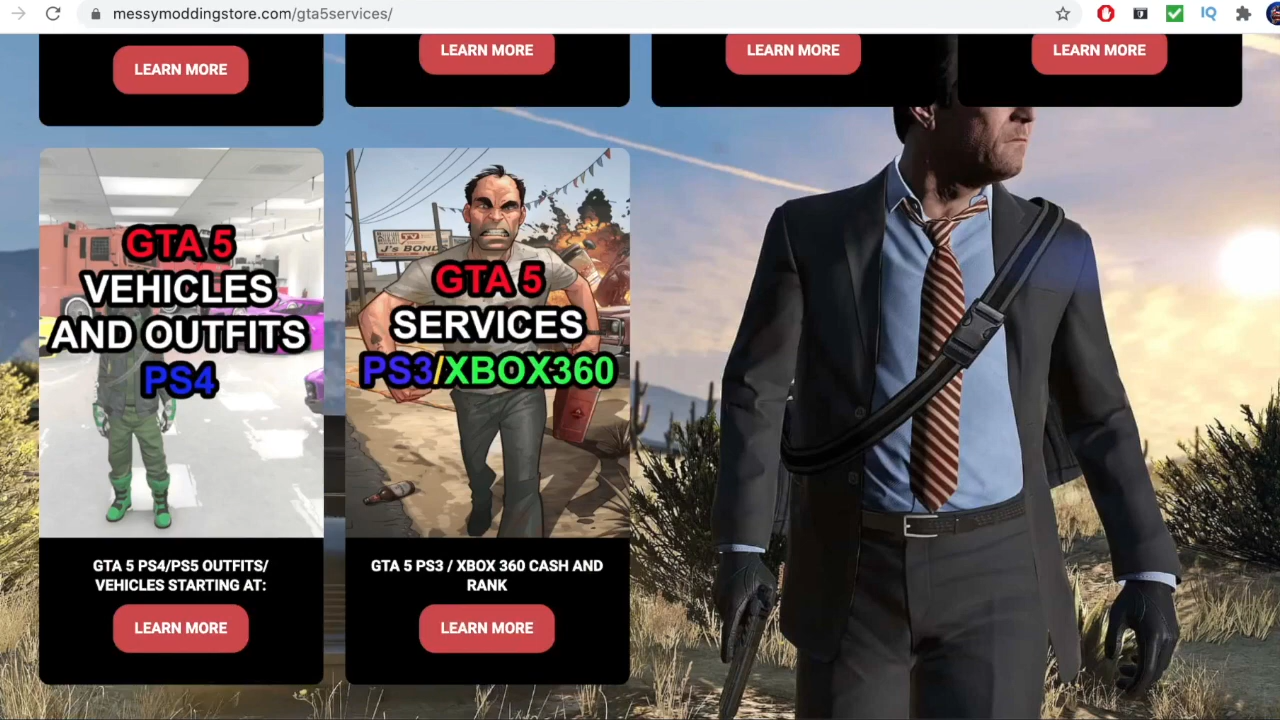 messymoddingstore.com/gta5services/
IQ
LEARN MORE
LEARN MORE
LEARN MORE
LEARN MORE
GTA 5
VEHICLES
AND OUTFITS
PS4
J's BONDS
GTA 5
SERVICES
PS3/XBOX360
GTA 5 PS4/PS5 OUTFITS/
VEHICLES STARTING AT:
LEARN MORE
GTA 5 PS3 / XBOX 360 CASH AND
RANK
LEARN MORE